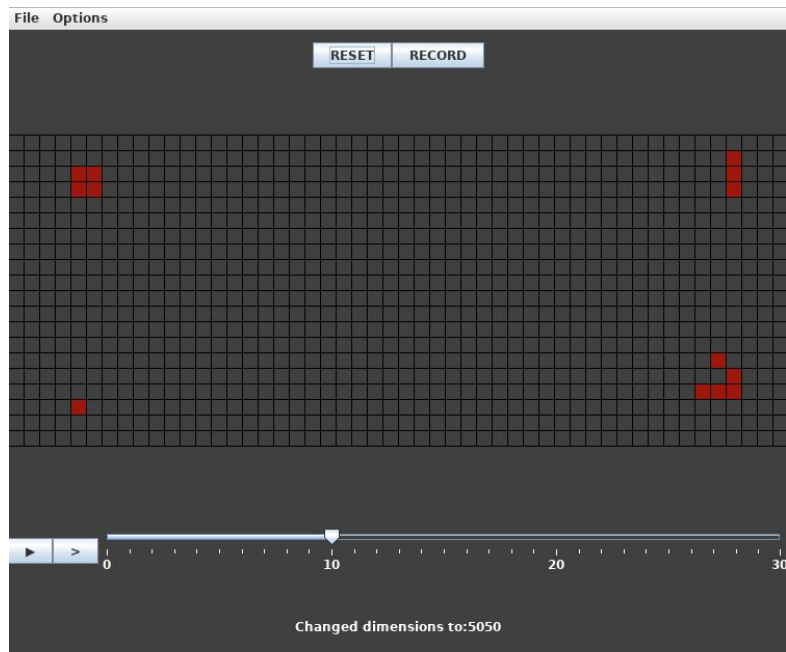 File Options
RESET RECORD
▶ >
0 10 20 30
Changed dimensions to:5050